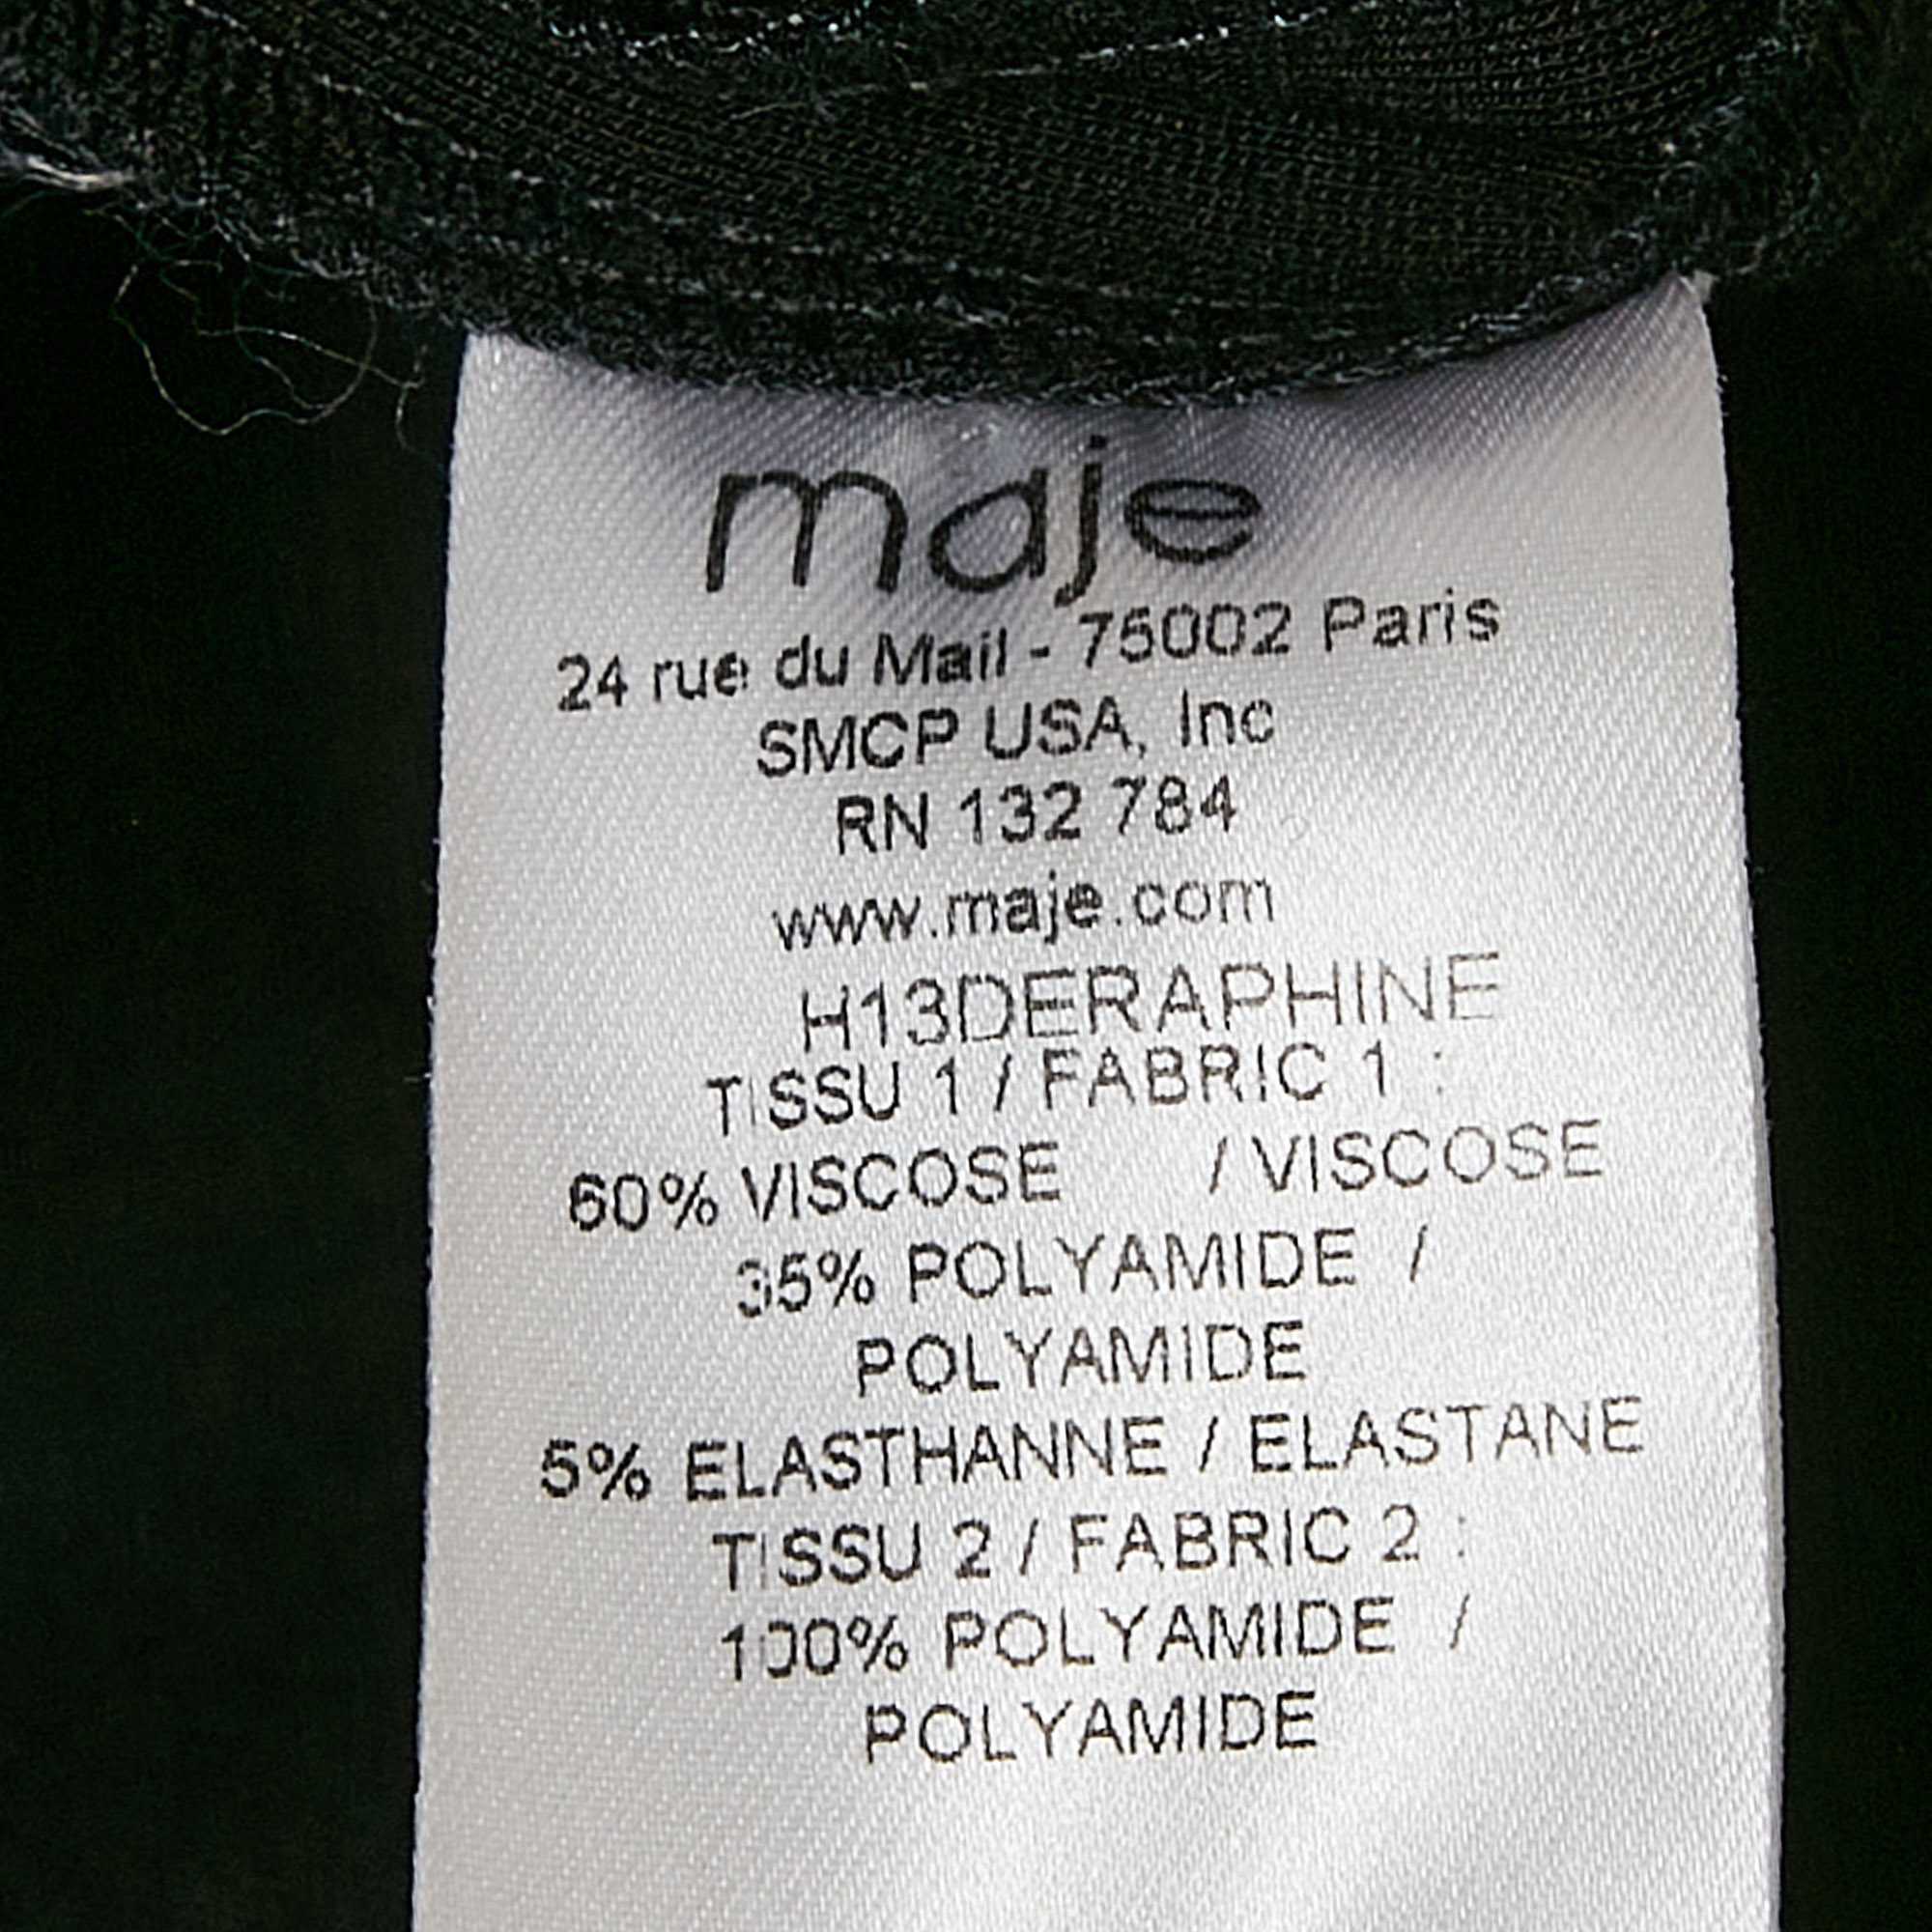 maje
24 rue du Mail - 75002 Paris
SMCP USA, Inc
RN 132 784
www.maje.com
H13DERAPHINE
TISSU 1 / FABRIC 1 :
60% VISCOSE / VISCOSE
35% POLYAMIDE /
POLYAMIDE
5% ELASTHANNE / ELASTANE
TISSU 2 / FABRIC 2 :
100% POLYAMIDE /
POLYAMIDE